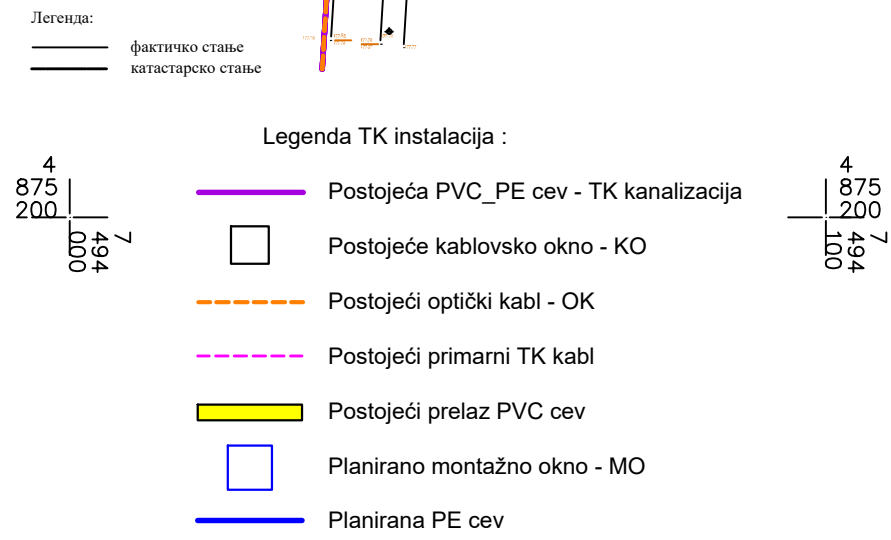 Легенда:
фактичко стање
катастарско стање
Legenda TK instalacija :
4
875
200
7
494
000
4
875
200
7
494
100
Postojeća PVC_PE cev - TK kanalizacija
Postojeće kablovsko okno - KO
Postojeći optički kabl - OK
Postojeći primarni TK kabl
Postojeći prelaz PVC cev
Planirano montažno okno - MO
Planirana PE cev